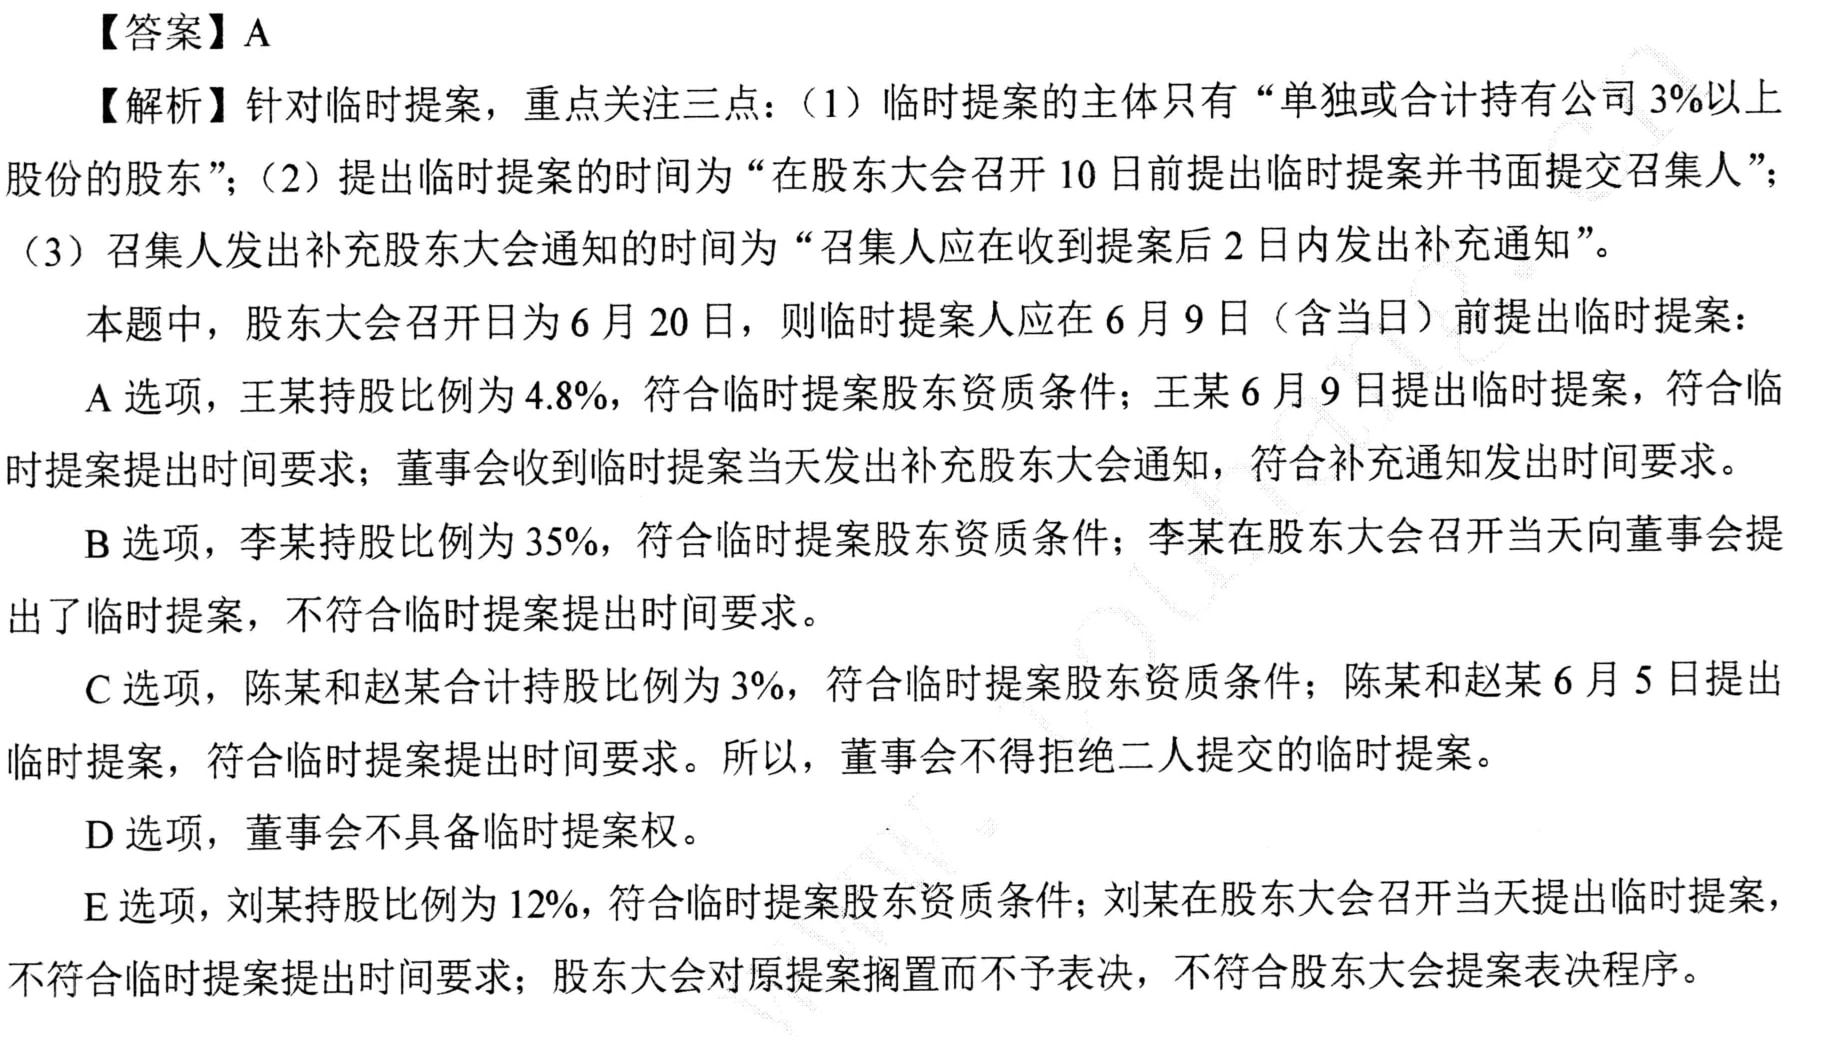 【答案】A
【解析】针对临时提案，重点关注三点：（1）临时提案的主体只有“单独或合计持有公司 3%以上
股份的股东”；（2）提出临时提案的时间为“在股东大会召开 10 日前提出临时提案并书面提交召集人”；
（3）召集人发出补充股东大会通知的时间为“召集人应在收到提案后 2 日内发出补充通知”。
本题中，股东大会召开日为 6 月 20 日，则临时提案人应在 6 月 9 日（含当日）前提出临时提案：
A 选项，王某持股比例为 4.8%，符合临时提案股东资质条件；王某 6 月 9 日提出临时提案，符合临
时提案提出时间要求；董事会收到临时提案当天发出补充股东大会通知，符合补充通知发出时间要求。
B 选项，李某持股比例为 35%，符合临时提案股东资质条件；李某在股东大会召开当天向董事会提
出了临时提案，不符合临时提案提出时间要求。
C 选项，陈某和赵某合计持股比例为 3%，符合临时提案股东资质条件；陈某和赵某 6 月 5 日提出
临时提案，符合临时提案提出时间要求。所以，董事会不得拒绝二人提交的临时提案。
D 选项，董事会不具备临时提案权。
E 选项，刘某持股比例为 12%，符合临时提案股东资质条件；刘某在股东大会召开当天提出临时提案，
不符合临时提案提出时间要求；股东大会对原提案搁置而不予表决，不符合股东大会提案表决程序。